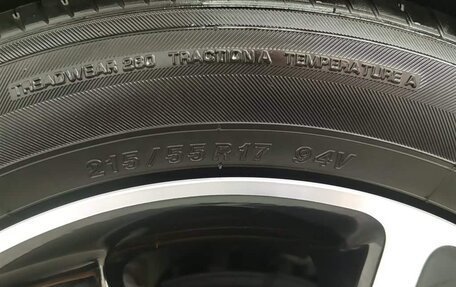 TREADWEAR 280 TRACTION A TEMPERATURE A
215/55R17 94V